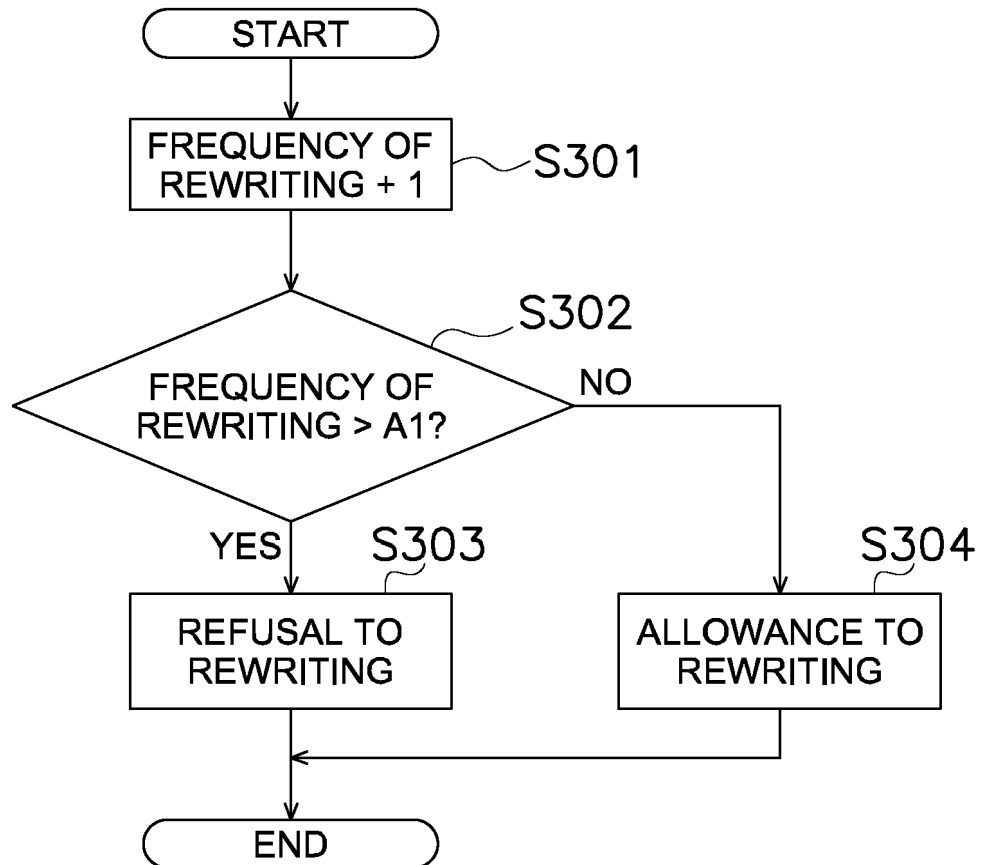 START
FREQUENCY OF
REWRITING + 1
S301
S302
FREQUENCY OF
REWRITING > A1?
NO
YES
S303
S304
REFUSAL TO
REWRITING
ALLOWANCE TO
REWRITING
END